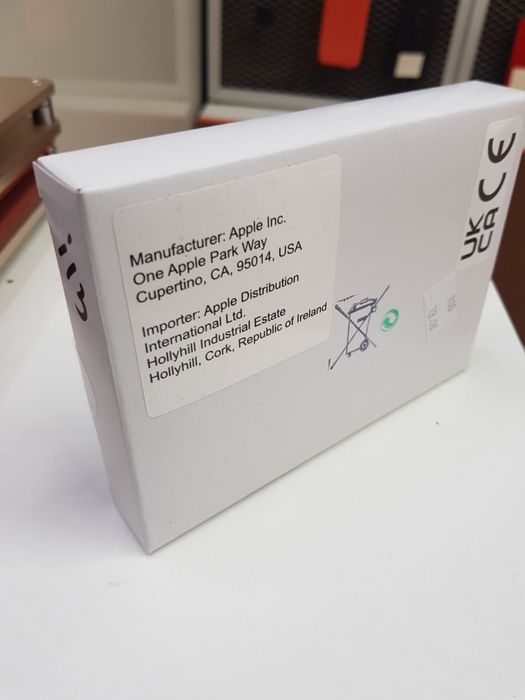 Manufacturer: Apple Inc.
One Apple Park Way
Cupertino, CA, 95014, USA
Importer: Apple Distribution
International Ltd.
Hollyhill Industrial Estate
Hollyhill, Cork, Republic of Ireland
UK
CA
CE